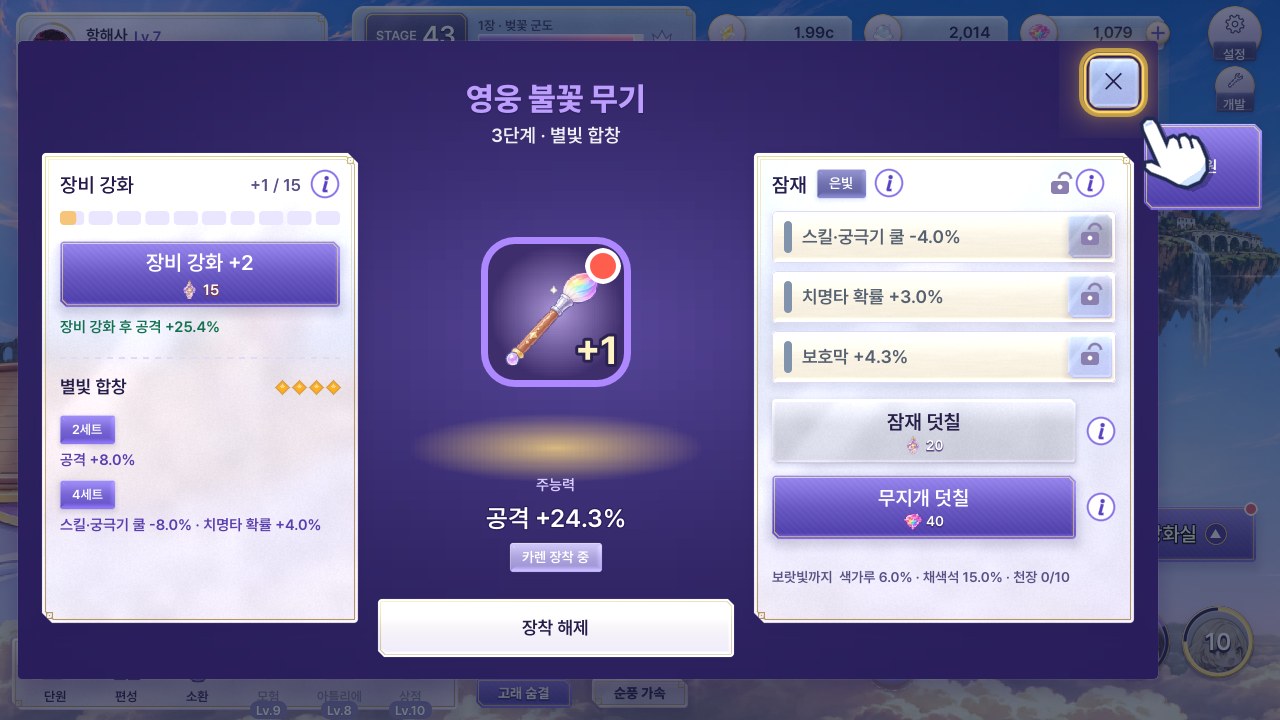 항해사 Lv.7
STAGE 43
1장 · 벚꽃 군도
1.99c
2,014
1,079
설정
개발
영웅 불꽃 무기
3단계 · 별빛 합창
장비 강화
+1 / 15
장비 강화 +2
15
장비 강화 후 공격 +25.4%
별빛 합창
2세트
공격 +8.0%
4세트
스킬·궁극기 쿨 -8.0% · 치명타 확률 +4.0%
+1
주능력
공격 +24.3%
카렌 장착 중
장착 해제
잠재
은빛
스킬·궁극기 쿨 -4.0%
치명타 확률 +3.0%
보호막 +4.3%
잠재 덧칠
20
무지개 덧칠
40
보랏빛까지 색가루 6.0% · 채색석 15.0% · 천장 0/10
10
단원
편성
소환
모험
Lv.9
아틀리에
Lv.8
상점
Lv.10
고래 숨결
순풍 가속